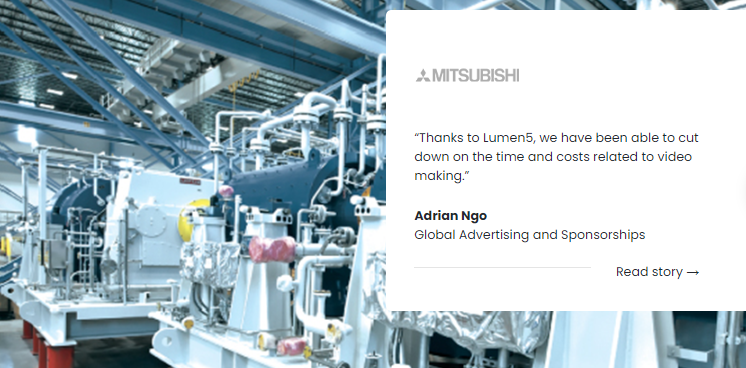 MITSUBISHI
“Thanks to Lumen5, we have been able to cut
down on the time and costs related to video
making.”
Adrian Ngo
Global Advertising and Sponsorships
Read story →